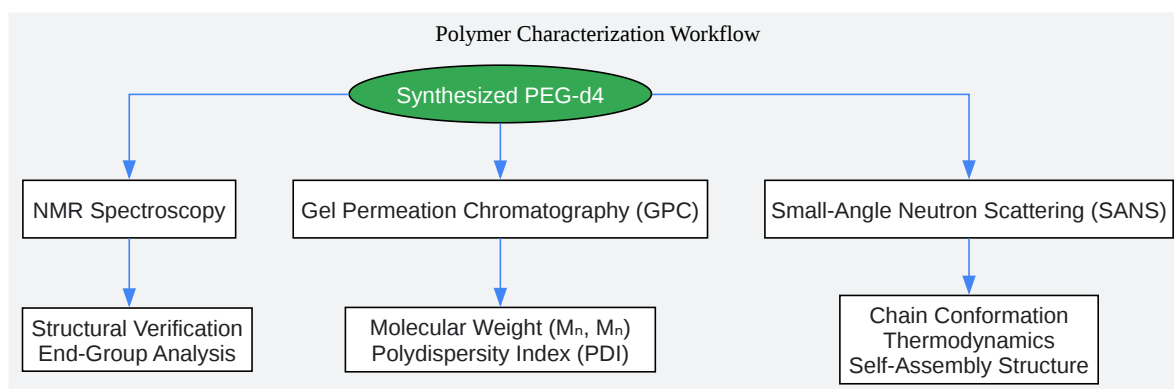 Polymer Characterization Workflow
Synthesized PEG-d4
NMR Spectroscopy
Gel Permeation Chromatography (GPC)
Small-Angle Neutron Scattering (SANS)
Structural Verification
End-Group Analysis
Molecular Weight (Mₙ, Mₙ)
Polydispersity Index (PDI)
Chain Conformation
Thermodynamics
Self-Assembly Structure